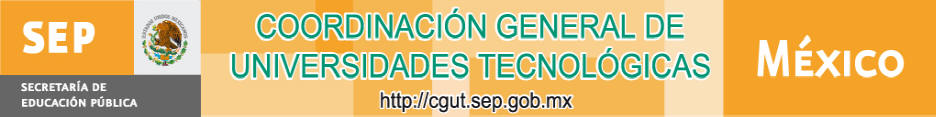 SEP
SECRETARÍA DE
EDUCACIÓN PÚBLICA
COORDINACIÓN GENERAL DE
UNIVERSIDADES TECNOLÓGICAS
http://cgut.sep.gob.mx
MÉXICO